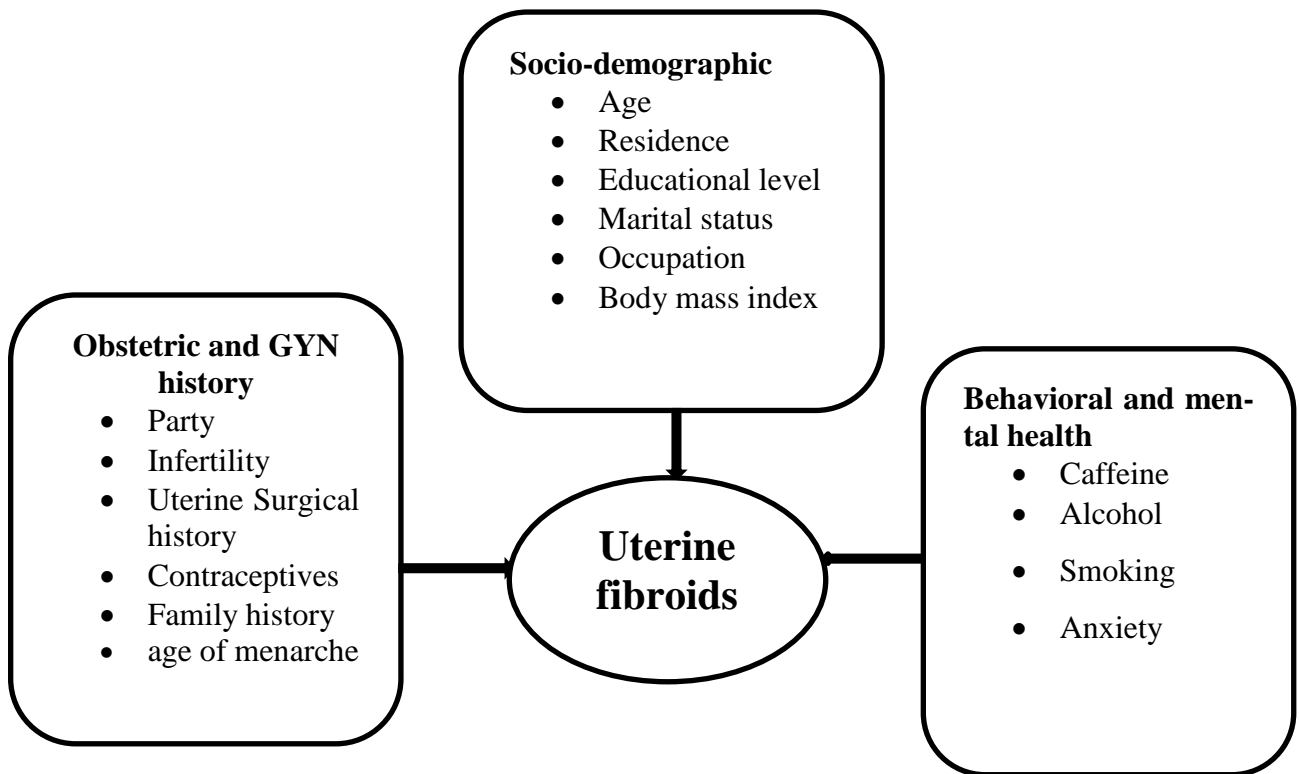 Socio-demographic
• Age
• Residence
• Educational level
• Marital status
• Occupation
• Body mass index
Obstetric and GYN
history
• Party
• Infertility
• Uterine Surgical
history
• Contraceptives
• Family history
• age of menarche
Behavioral and men-
tal health
• Caffeine
• Alcohol
• Smoking
• Anxiety
Uterine
fibroids